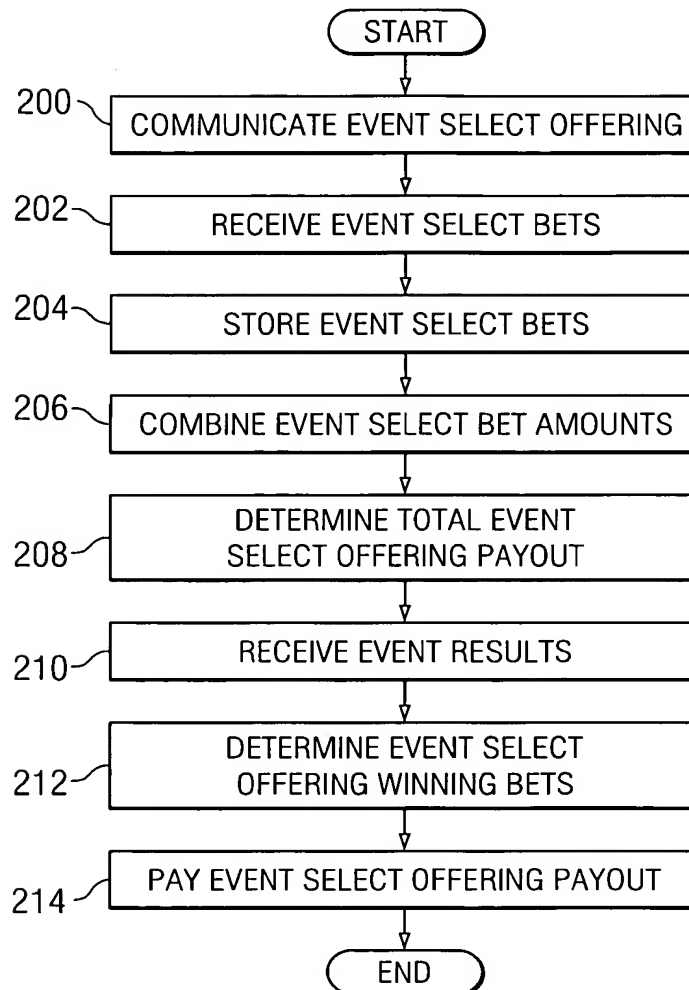 START
200
COMMUNICATE EVENT SELECT OFFERING
202
RECEIVE EVENT SELECT BETS
204
STORE EVENT SELECT BETS
206
COMBINE EVENT SELECT BET AMOUNTS
208
DETERMINE TOTAL EVENT
SELECT OFFERING PAYOUT
210
RECEIVE EVENT RESULTS
212
DETERMINE EVENT SELECT
OFFERING WINNING BETS
214
PAY EVENT SELECT OFFERING PAYOUT
END